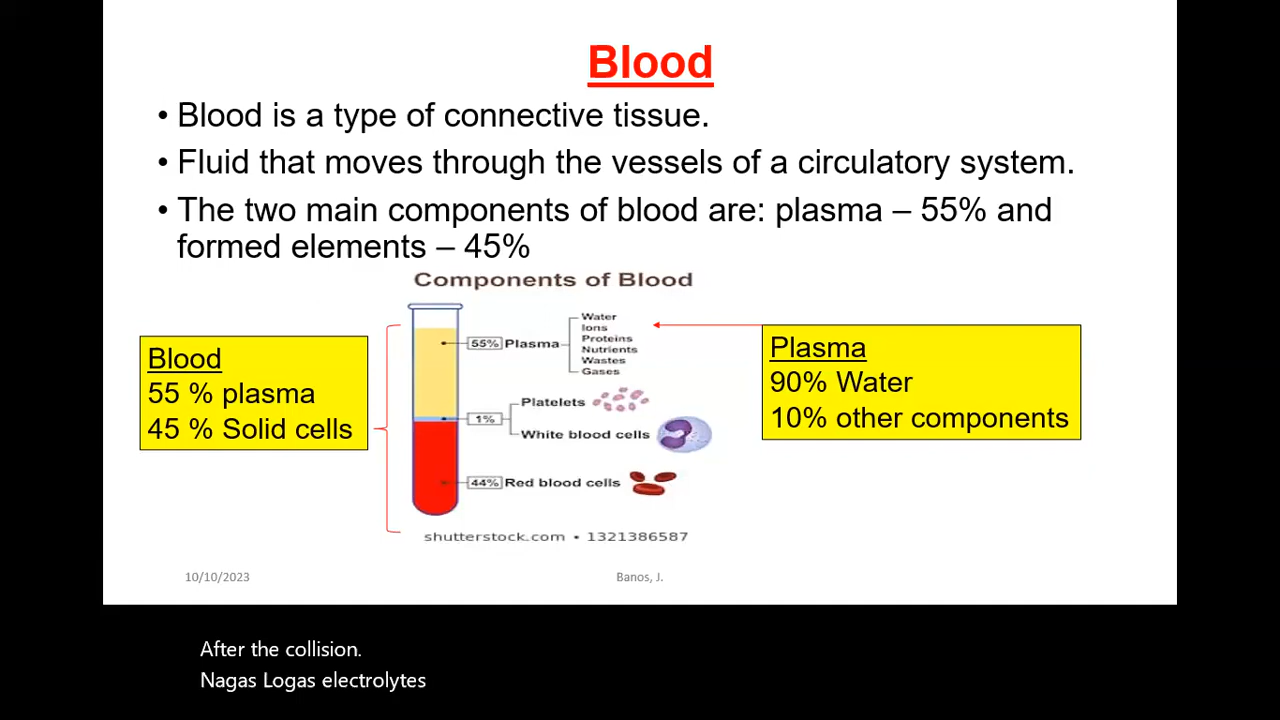 Blood
• Blood is a type of connective tissue.
• Fluid that moves through the vessels of a circulatory system.
• The two main components of blood are: plasma – 55% and
formed elements – 45%
Components of Blood
Blood
55 % plasma
45 % Solid cells
55% Plasma
Water
Ions
Proteins
Nutrients
Wastes
Gases
1%
Platelets
White blood cells
44% Red blood cells
shutterstock.com • 1321386587
Plasma
90% Water
10% other components
10/10/2023
Banos, J.
After the collision.
Nagas Logas electrolytes